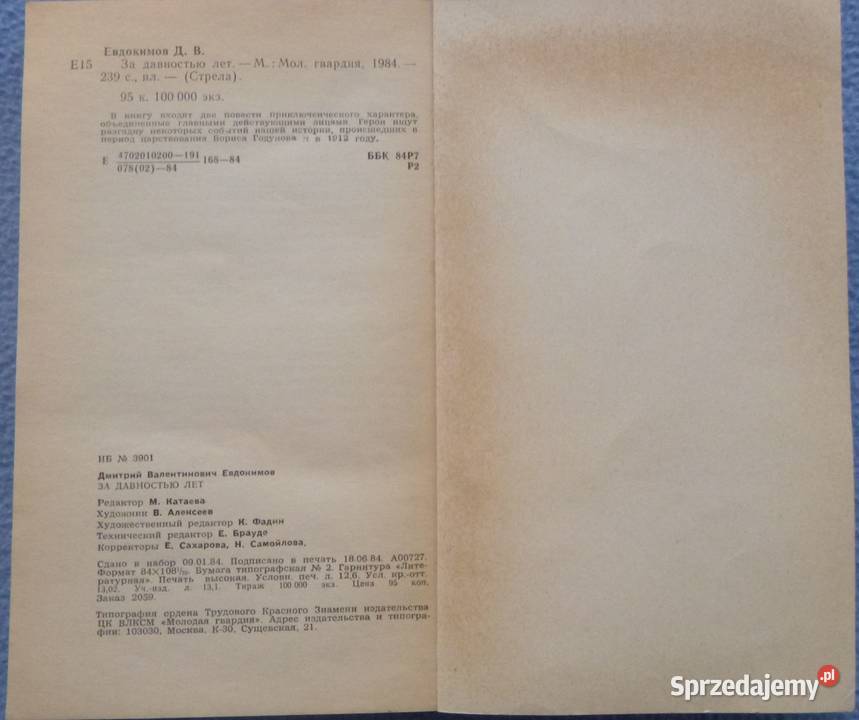 Евдокимов Д. В.
Е15 За давностью лет. — М.: Мол. гвардия, 1984. —
239 с., ил. — (Стрела).
95 к. 100 000 экз.
В книгу входят две повести приключенческого характера,
объединенные главными действующими лицами. Герои ищут
разгадку некоторых событий нашей истории, происшедших в
период царствования Бориса Годунова и в 1912 году.
Е 4702010200—191 168—84 ББК 84Р7
078(02)—84 Р2
ИБ № 3901
Дмитрий Валентинович Евдокимов
ЗА ДАВНОСТЬЮ ЛЕТ
Редактор М. Катаева
Художник В. Алексеев
Художественный редактор К. Фадин
Технический редактор Е. Брауде
Корректоры Е. Сахарова, Н. Самойлова,
Сдано в набор 09.01.84. Подписано в печать 18.06.84. А00727.
Формат 84×108¹/₃₂. Бумага типографская № 2. Гарнитура «Лите-
ратурная». Печать высокая. Условн. печ. л. 12,6. Усл. кр.-отт.
13,02. Уч.-изд. л. 13,1. Тираж 100 000 экз. Цена 95 коп.
Заказ 2059.
Типография ордена Трудового Красного Знамени издательства
ЦК ВЛКСМ «Молодая гвардия». Адрес издательства и типогра-
фии: 103030, Москва, К-30, Сущевская, 21.
Sprzedajemy.pl